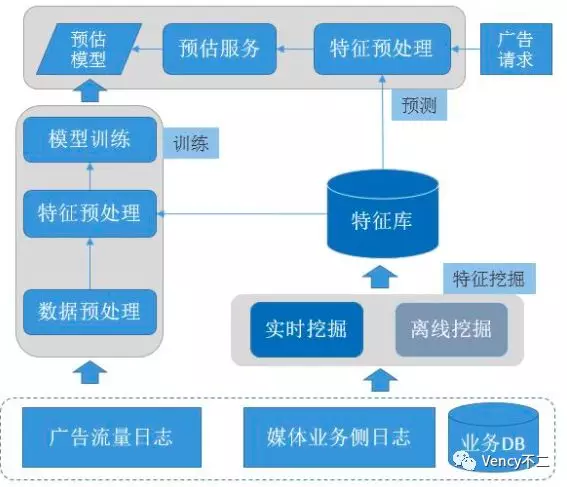 预估
模型
预估服务
特征预处理
广告
请求
预测
模型训练
训练
特征预处理
特征库
数据预处理
特征挖掘
实时挖掘
离线挖掘
广告流量日志
媒体业务侧日志
业务DB
Vency不二